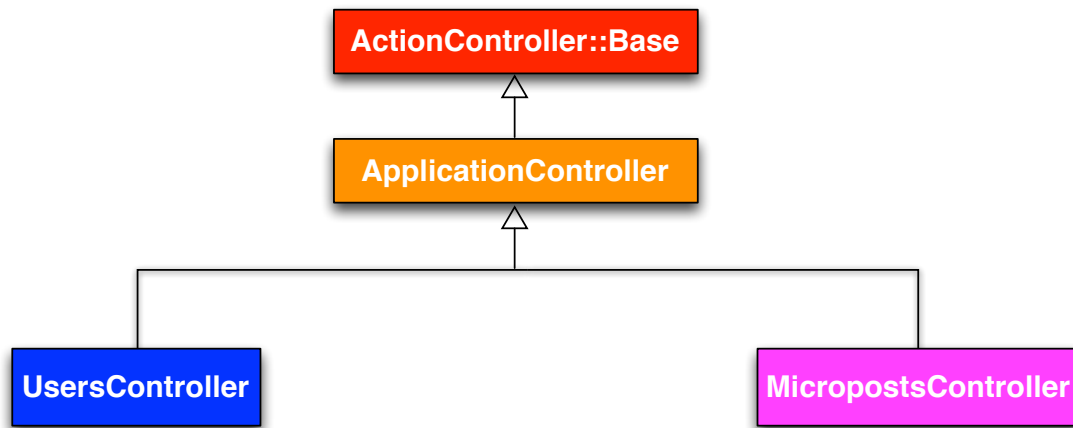 ActionController::Base
ApplicationController
UsersController
MicropostsController